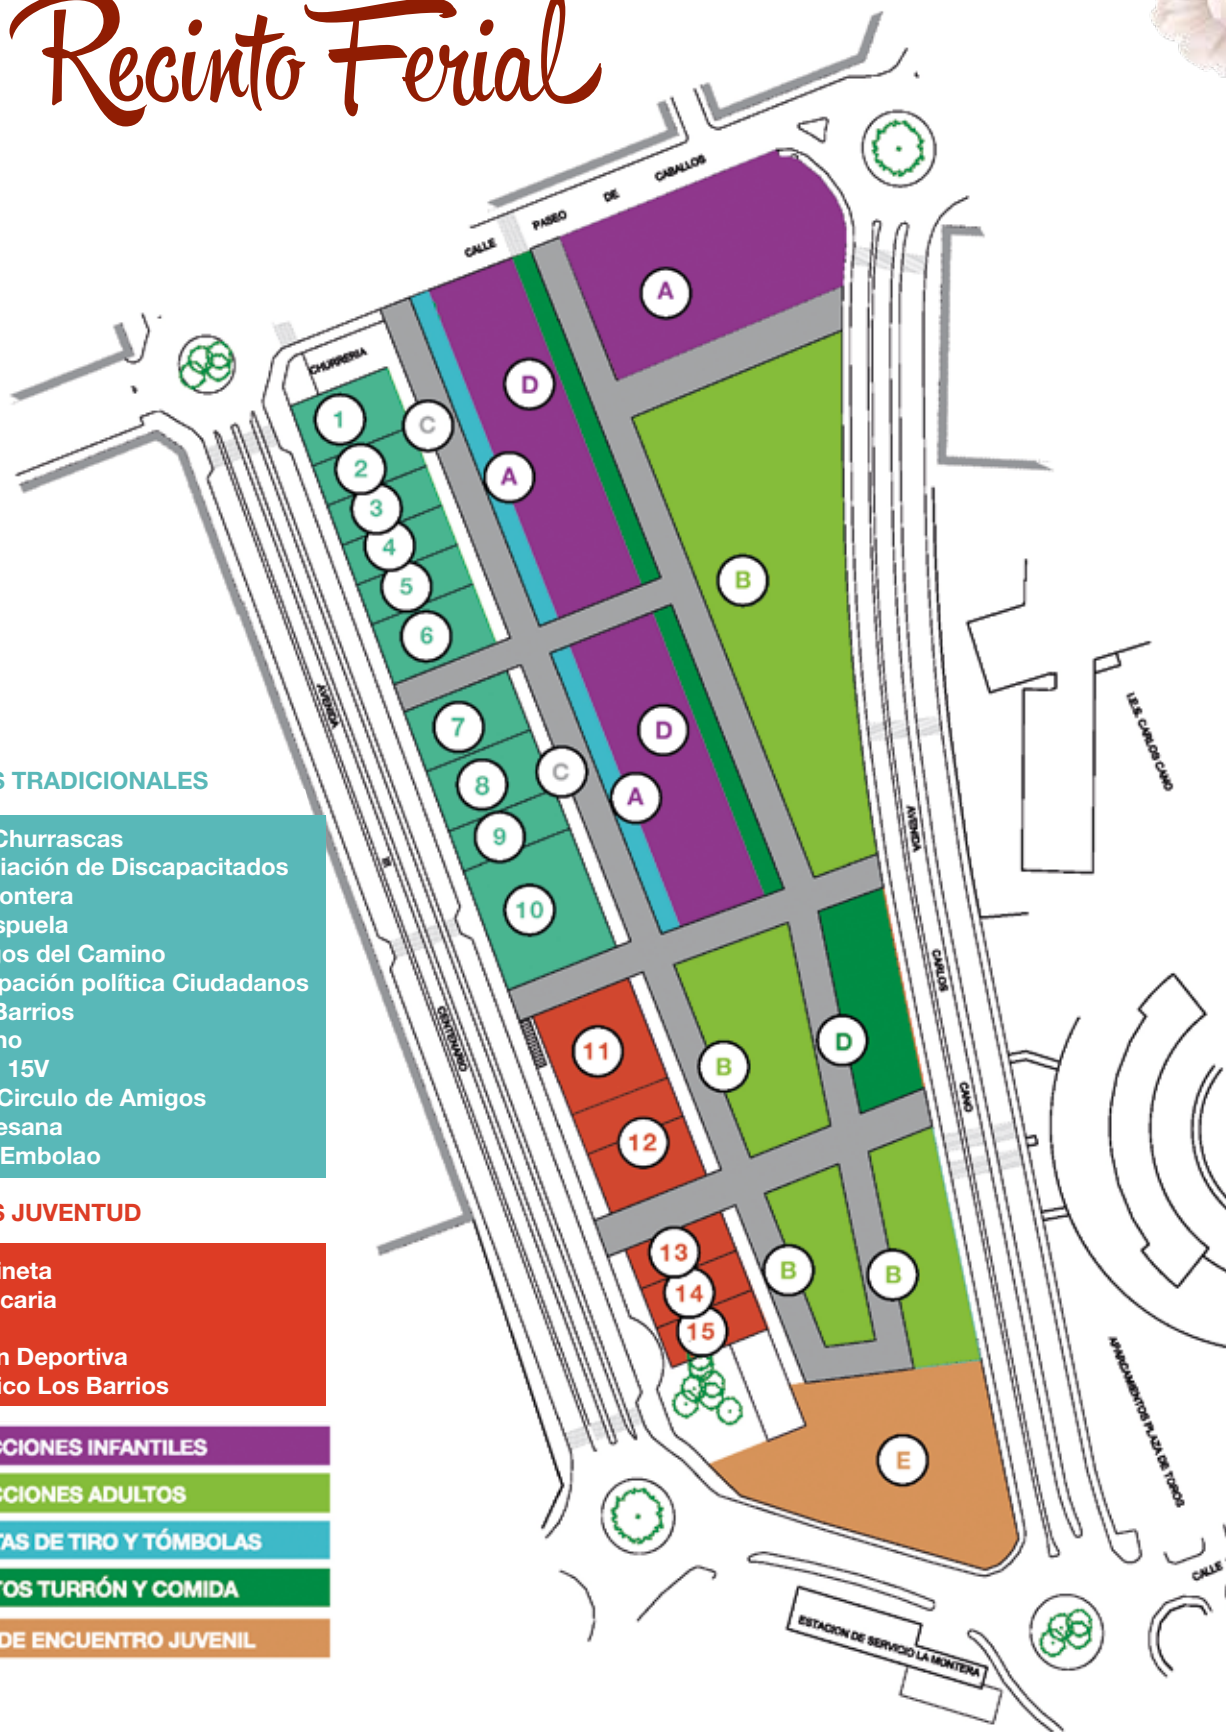 Recinto Ferial
CALLE PASEO DE CABALLOS
CHURRERIA
A
D
A
C
B
1
2
3
4
5
6
7
8
9
10
D
A
C
11
12
13
14
15
B
D
B
B
E
AVENIDA
III
CENTENARIO
AVENIDA
CARLOS
CANO
I.E.S. CARLOS CANO
APARCAMIENTOS PLAZA DE TOROS
CALLE
ESTACION DE SERVICIO LA MONTERA
S TRADICIONALES
Churrascas
iación de Discapacitados
ontera
spuela
os del Camino
pación política Ciudadanos
Barrios
no
15V
Circulo de Amigos
esana
Embolao
S JUVENTUD
ineta
caria
n Deportiva
ico Los Barrios
CCIONES INFANTILES
CCIONES ADULTOS
TAS DE TIRO Y TÓMBOLAS
TOS TURRÓN Y COMIDA
DE ENCUENTRO JUVENIL